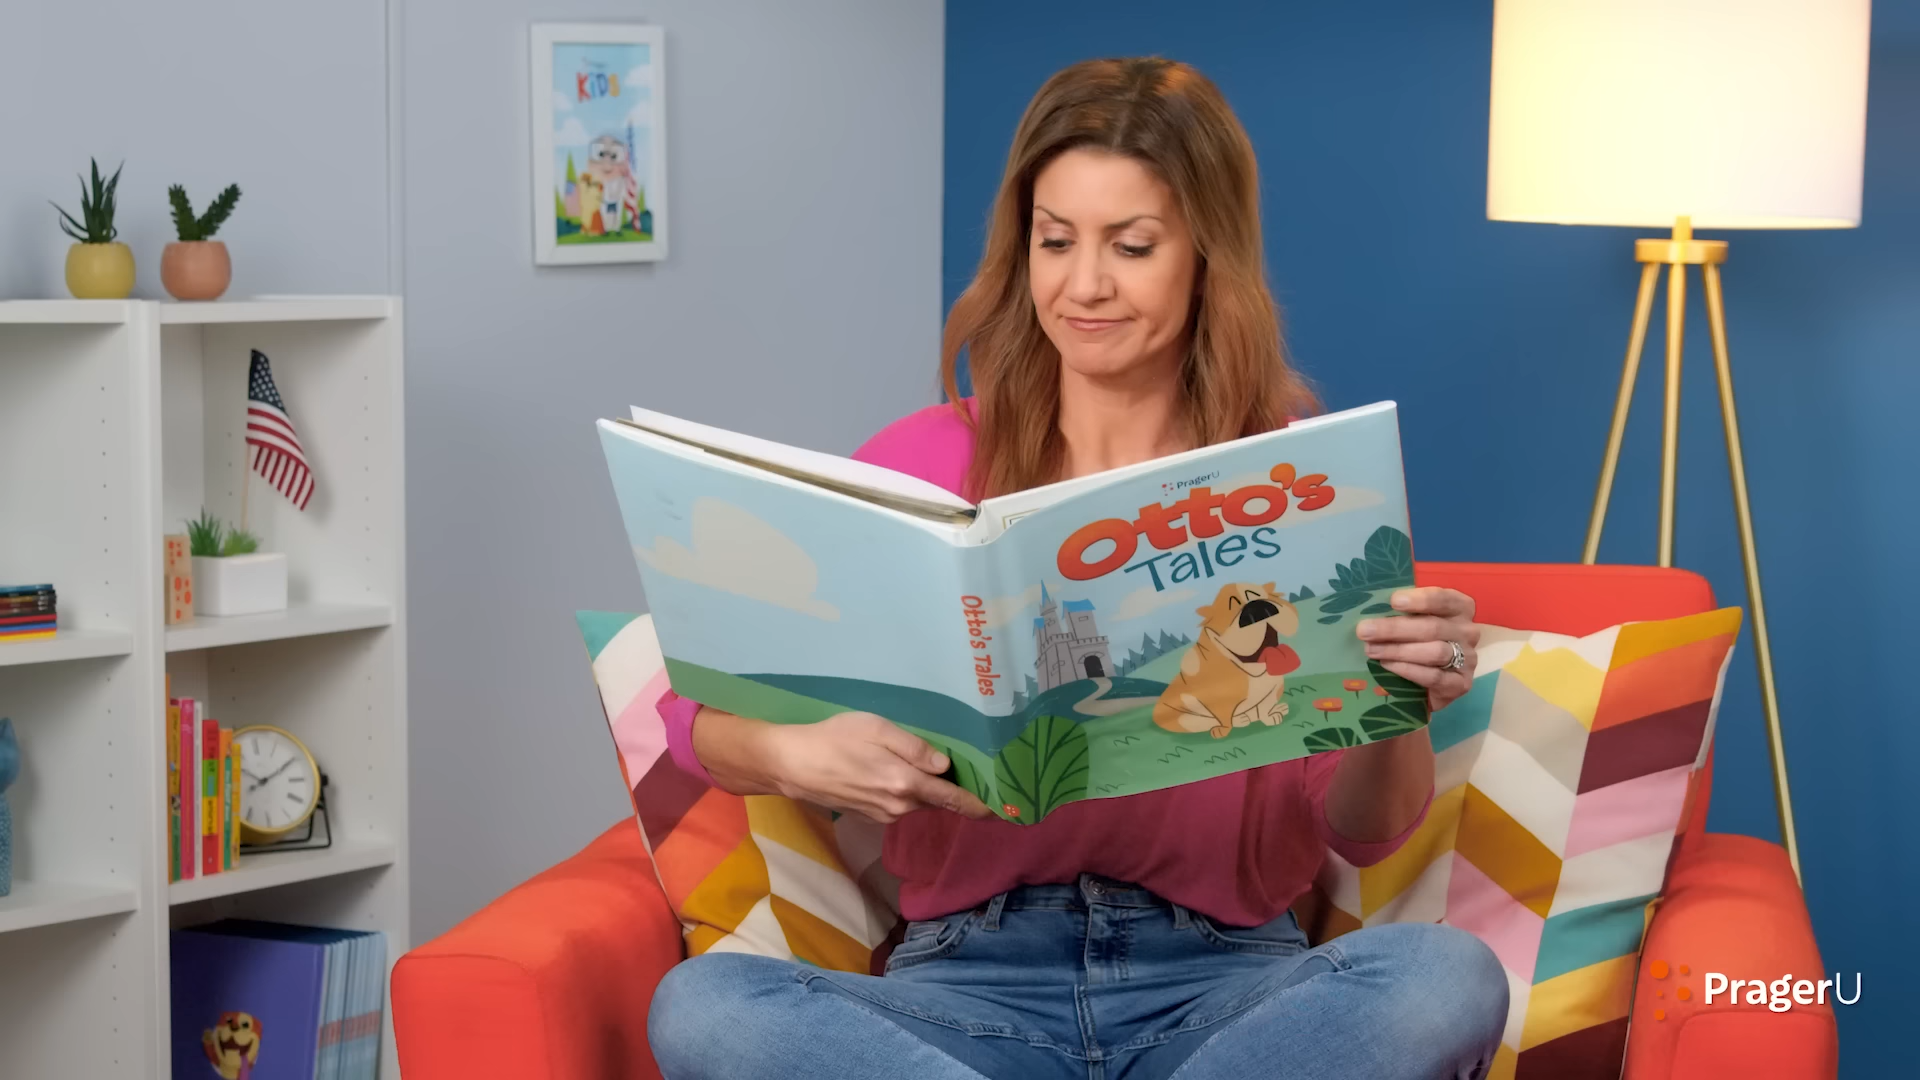 KIDS
PragerU
Otto's
Tales
Otto's Tales
PragerU